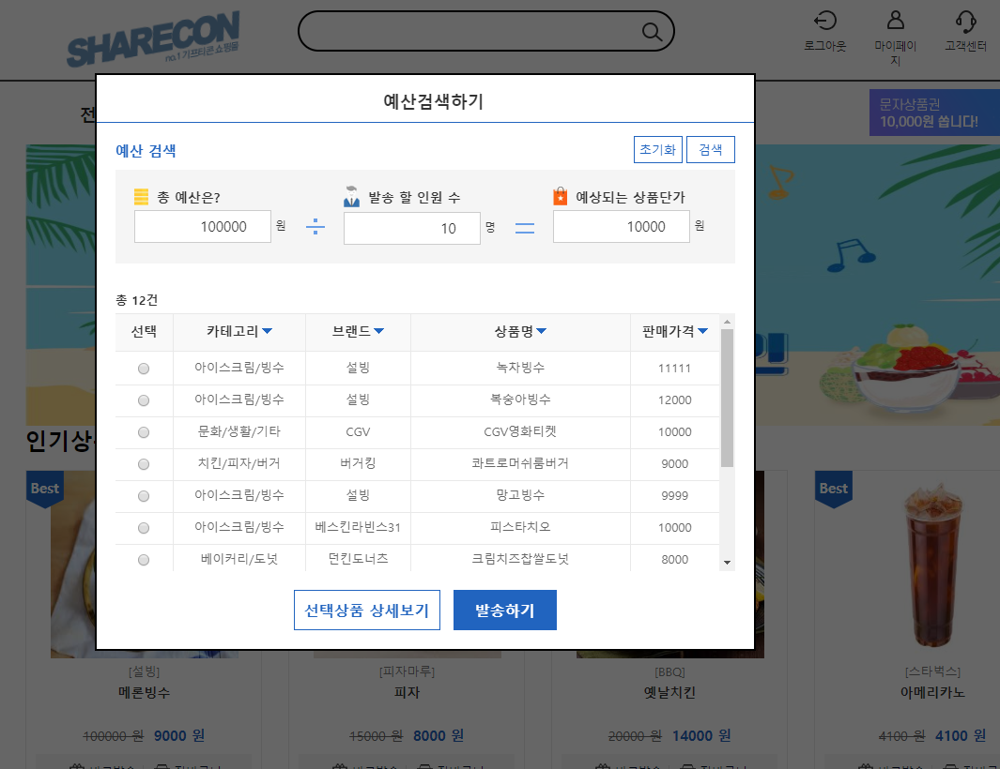 SHARECON
no.1 기프티콘 쇼핑몰
로그아웃
마이페이
지
고객센터
문자상품권
10,000원 쏩니다!
전
예산검색하기
예산 검색
초기화
검색
총 예산은?
발송 할 인원 수
예상되는 상품단가
100000 원
10 명
10000 원
총 12건
선택 카테고리 브랜드 상품명 판매가격
아이스크림/빙수 설빙 녹차빙수 11111
아이스크림/빙수 설빙 복숭아빙수 12000
문화/생활/기타 CGV CGV영화티켓 10000
치킨/피자/버거 버거킹 콰트로머쉬룸버거 9000
아이스크림/빙수 설빙 망고빙수 9999
아이스크림/빙수 베스킨라빈스31 피스타치오 10000
베이커리/도넛 던킨도너츠 크림치즈찹쌀도넛 8000
선택상품 상세보기
발송하기
인기상
Best
Best
[설빙]
메론빙수
100000 원 9000 원
[피자마루]
피자
15000 원 8000 원
[BBQ]
옛날치킨
20000 원 14000 원
[스타벅스]
아메리카노
4100 원 4100 원